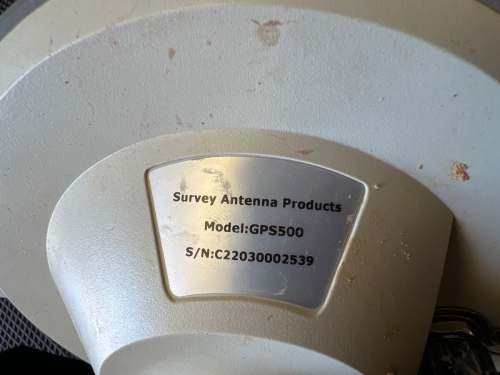 Survey Antenna Products
Model:GPS500
S/N:C22030002539